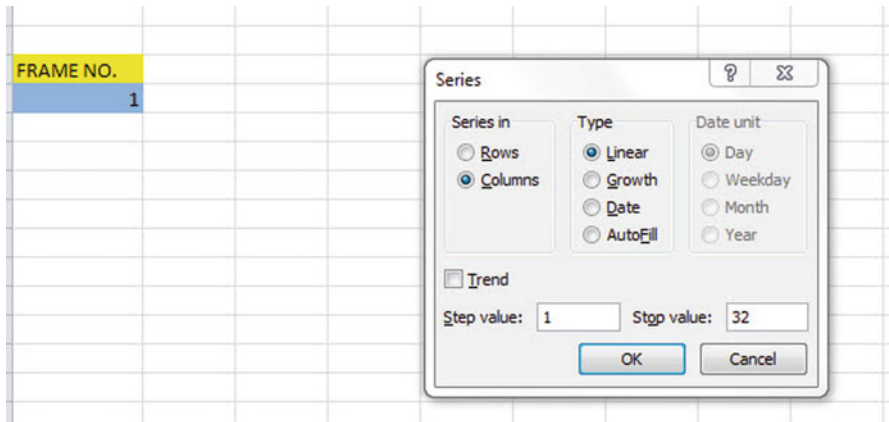 FRAME NO.
1
Series
Series in
Rows
Columns
Type
Linear
Growth
Date
AutoFill
Date unit
Day
Weekday
Month
Year
Trend
Step value: 1
Stop value: 32
OK
Cancel